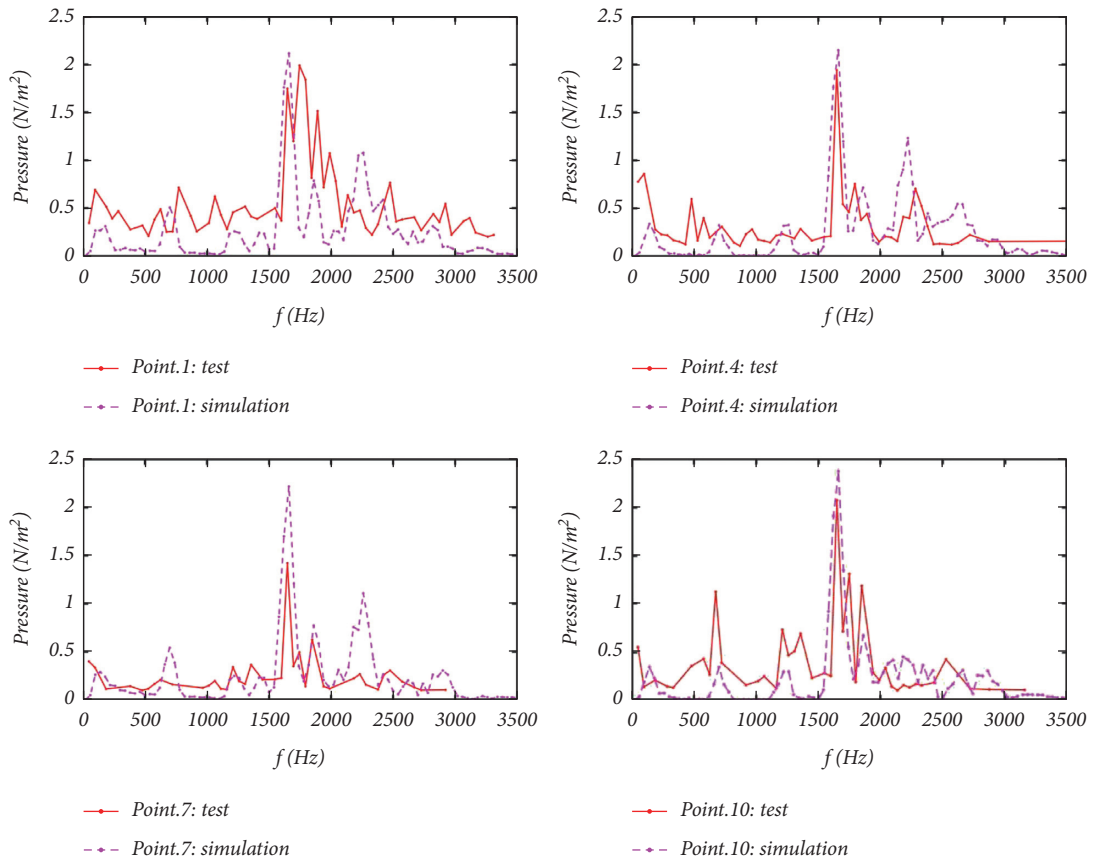 Pressure (N/m²)
2.5
2
1.5
1
0.5
0
0 500 1000 1500 2000 2500 3000 3500
f (Hz)
Point.1: test
Point.1: simulation
Pressure (N/m²)
2.5
2
1.5
1
0.5
0
0 500 1000 1500 2000 2500 3000 3500
f (Hz)
Point.4: test
Point.4: simulation
Pressure (N/m²)
2.5
2
1.5
1
0.5
0
0 500 1000 1500 2000 2500 3000 3500
f (Hz)
Point.7: test
Point.7: simulation
Pressure (N/m²)
2.5
2
1.5
1
0.5
0
0 500 1000 1500 2000 2500 3000 3500
f (Hz)
Point.10: test
Point.10: simulation